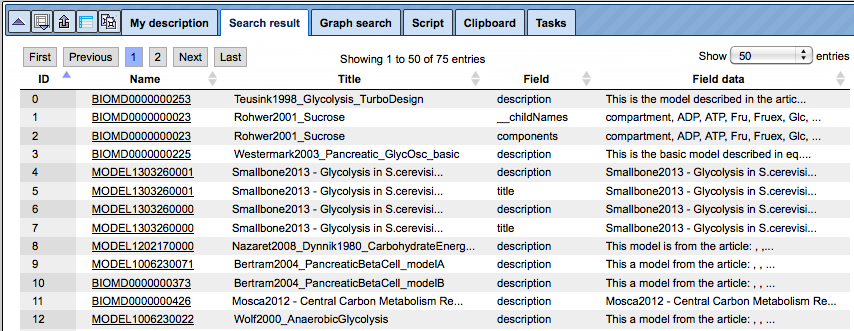 My description Search result Graph search Script Clipboard Tasks
First Previous 1 2 Next Last Showing 1 to 50 of 75 entries Show 50 entries
ID Name Title Field Field data
0 BIOMD0000000253 Teusink1998_Glycolysis_TurboDesign description This is the model described in the artic...
1 BIOMD0000000023 Rohwer2001_Sucrose __childNames compartment, ADP, ATP, Fru, Fruex, Glc, ...
2 BIOMD0000000023 Rohwer2001_Sucrose components compartment, ADP, ATP, Fru, Fruex, Glc, ...
3 BIOMD0000000225 Westermark2003_Pancreatic_GlycOsc_basic description This is the basic model described in eq....
4 MODEL1303260001 Smallbone2013 - Glycolysis in S.cerevisi... description Smallbone2013 - Glycolysis in S.cerevisi...
5 MODEL1303260001 Smallbone2013 - Glycolysis in S.cerevisi... title Smallbone2013 - Glycolysis in S.cerevisi...
6 MODEL1303260000 Smallbone2013 - Glycolysis in S.cerevisi... description Smallbone2013 - Glycolysis in S.cerevisi...
7 MODEL1303260000 Smallbone2013 - Glycolysis in S.cerevisi... title Smallbone2013 - Glycolysis in S.cerevisi...
8 MODEL1202170000 Nazaret2008_Dynnik1980_CarbohydrateEnerg... description This model is from the article: , ,...
9 MODEL1006230071 Bertram2004_PancreaticBetaCell_modelA description This a model from the article: , , ...
10 BIOMD0000000373 Bertram2004_PancreaticBetaCell_modelB description This a model from the article: , , ...
11 BIOMD0000000426 Mosca2012 - Central Carbon Metabolism Re... description Mosca2012 - Central Carbon Metabolism Re...
12 MODEL1006230022 Wolf2000_AnaerobicGlycolysis description This a model from the article: , , ...